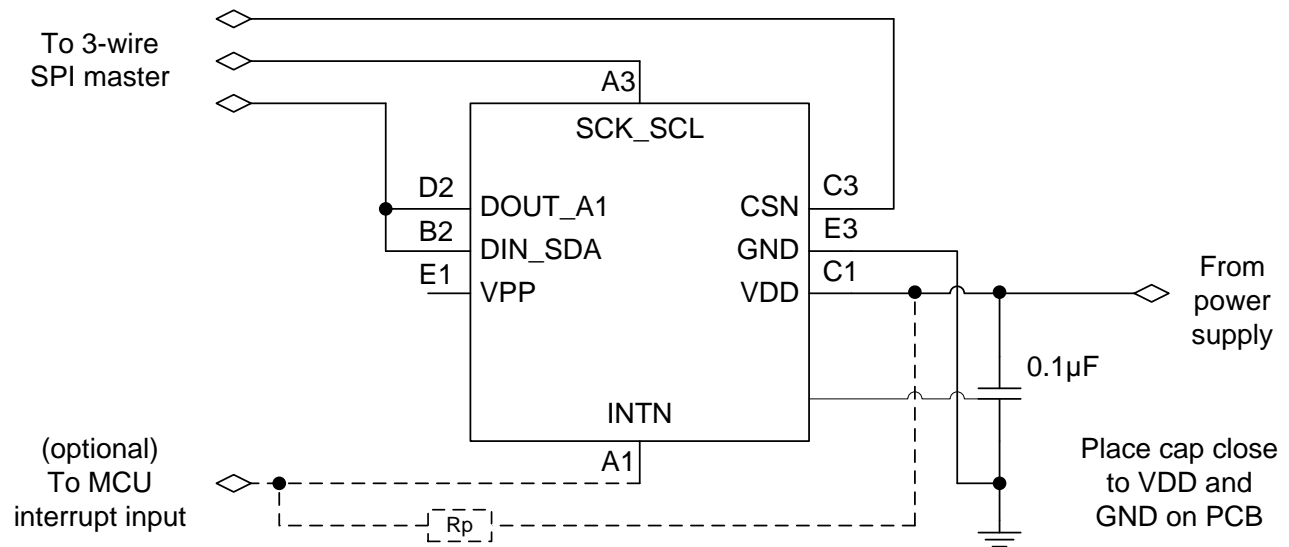 To 3-wire
SPI master
A3
SCK_SCL
D2
DOUT_A1
B2
DIN_SDA
E1
VPP
CSN
C3
GND
E3
VDD
C1
From
power
supply
0.1µF
INTN
A1
(optional)
To MCU
interrupt input
Rp
Place cap close
to VDD and
GND on PCB